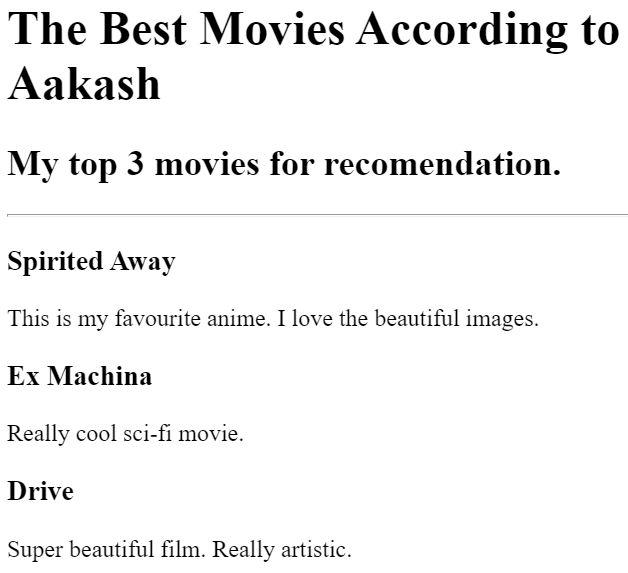 The Best Movies According to
Aakash
My top 3 movies for recomendation.
Spirited Away
This is my favourite anime. I love the beautiful images.
Ex Machina
Really cool sci-fi movie.
Drive
Super beautiful film. Really artistic.